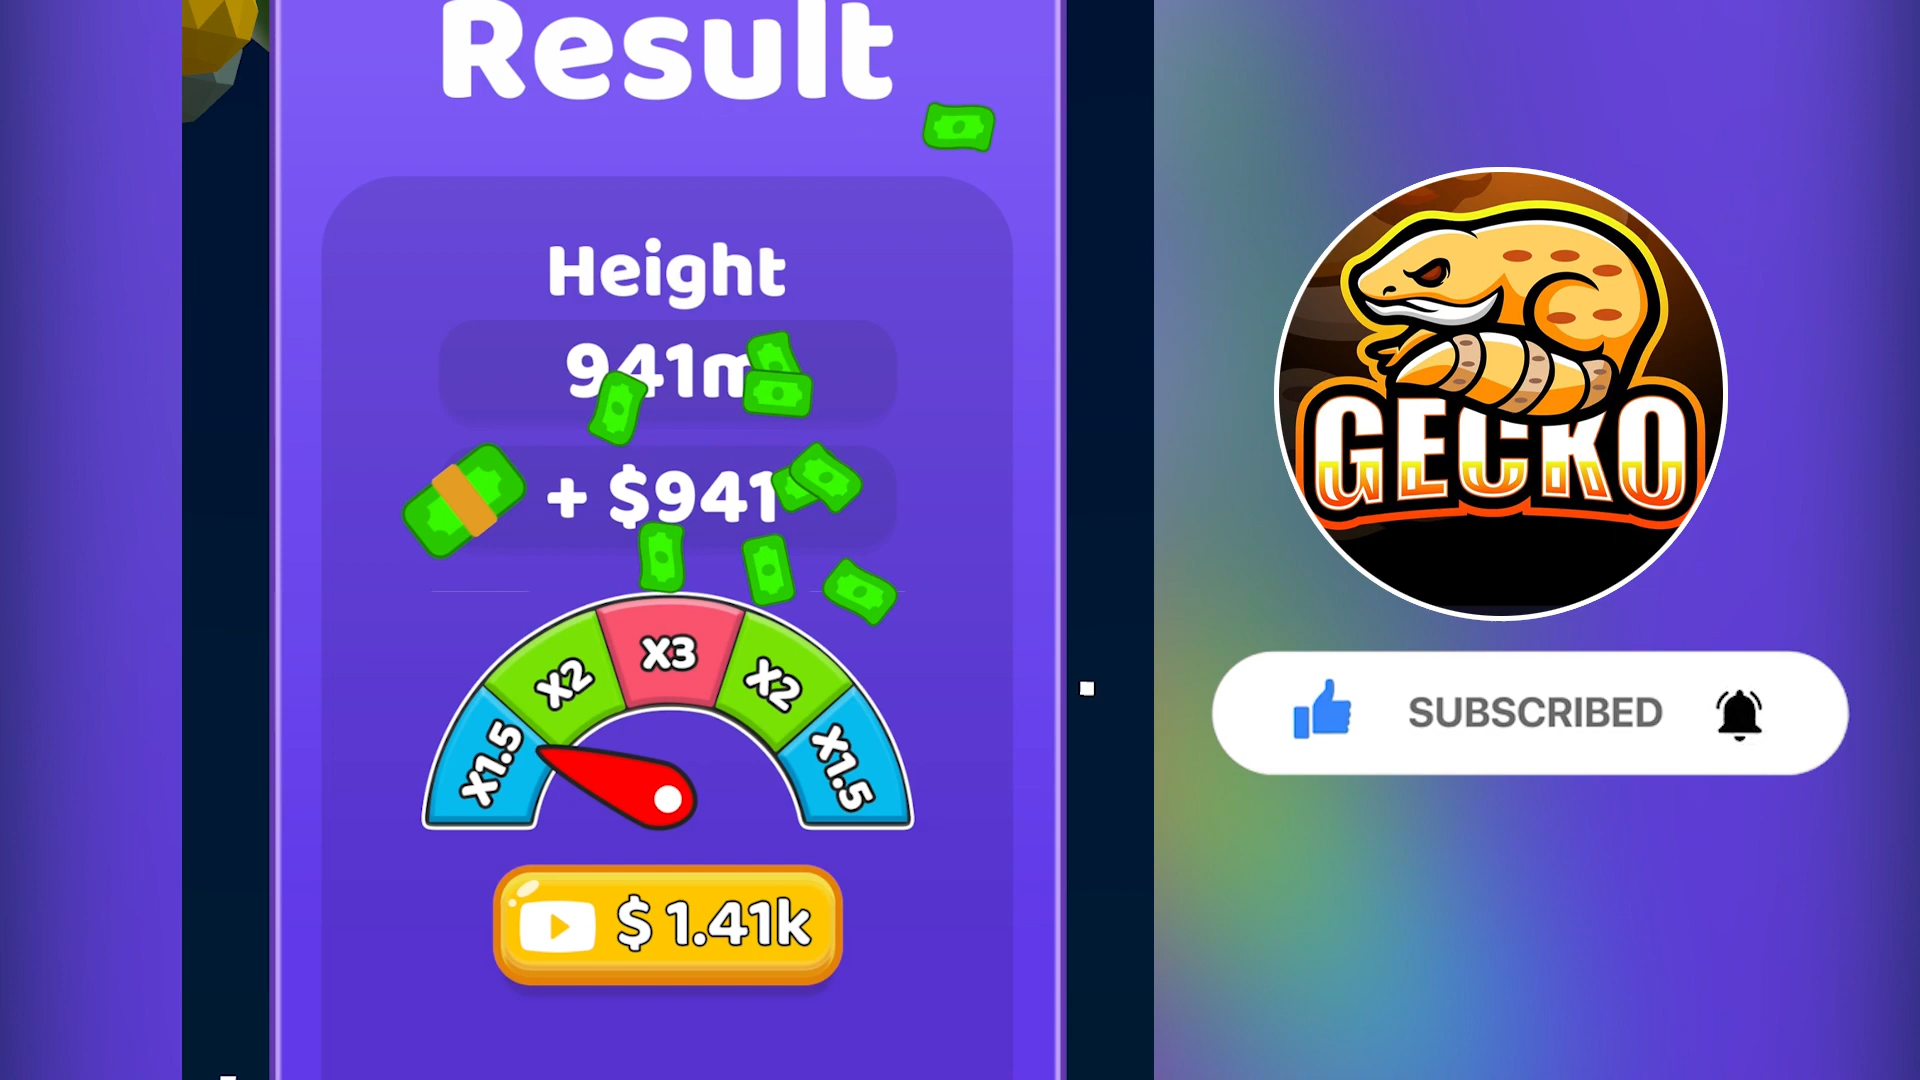 Result
Height
941m
+ $941
X1.5
X2
X3
X2
X1.5
$ 1.41k
GECKO
SUBSCRIBED